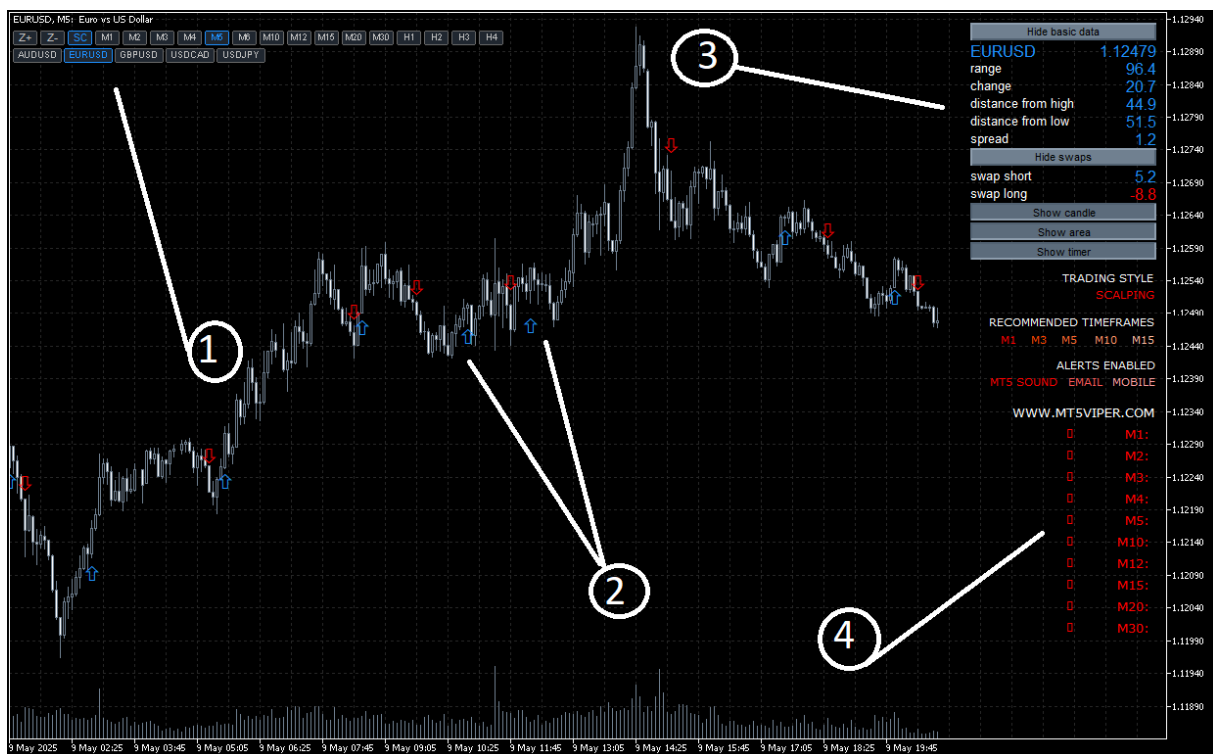 EURUSD, M5: Euro vs US Dollar
Z+ Z- SC M1 M2 M3 M4 M5 M6 M10 M12 M15 M20 M30 H1 H2 H3 H4
AUDUSD EURUSD GBPUSD USDCAD USDJPY
1
2
3
4
Hide basic data
EURUSD 1.12479
range 96.4
change 20.7
distance from high 44.9
distance from low 51.5
spread 1.2
Hide swaps
swap short 5.2
swap long -8.8
Show candle
Show area
Show timer
TRADING STYLE
SCALPING
RECOMMENDED TIMEFRAMES
M1 M3 M5 M10 M15
ALERTS ENABLED
MT5 SOUND EMAIL MOBILE
WWW.MT5VIPER.COM
M1:
M2:
M3:
M4:
M5:
M10:
M12:
M15:
M20:
M30:
1.12940
1.12890
1.12840
1.12790
1.12740
1.12690
1.12640
1.12590
1.12540
1.12490
1.12440
1.12390
1.12340
1.12290
1.12240
1.12190
1.12140
1.12090
1.12040
1.11990
1.11940
1.11890
9 May 2025 9 May 02:25 9 May 03:45 9 May 05:05 9 May 06:25 9 May 07:45 9 May 09:05 9 May 10:25 9 May 11:45 9 May 13:05 9 May 14:25 9 May 15:45 9 May 17:05 9 May 18:25 9 May 19:45